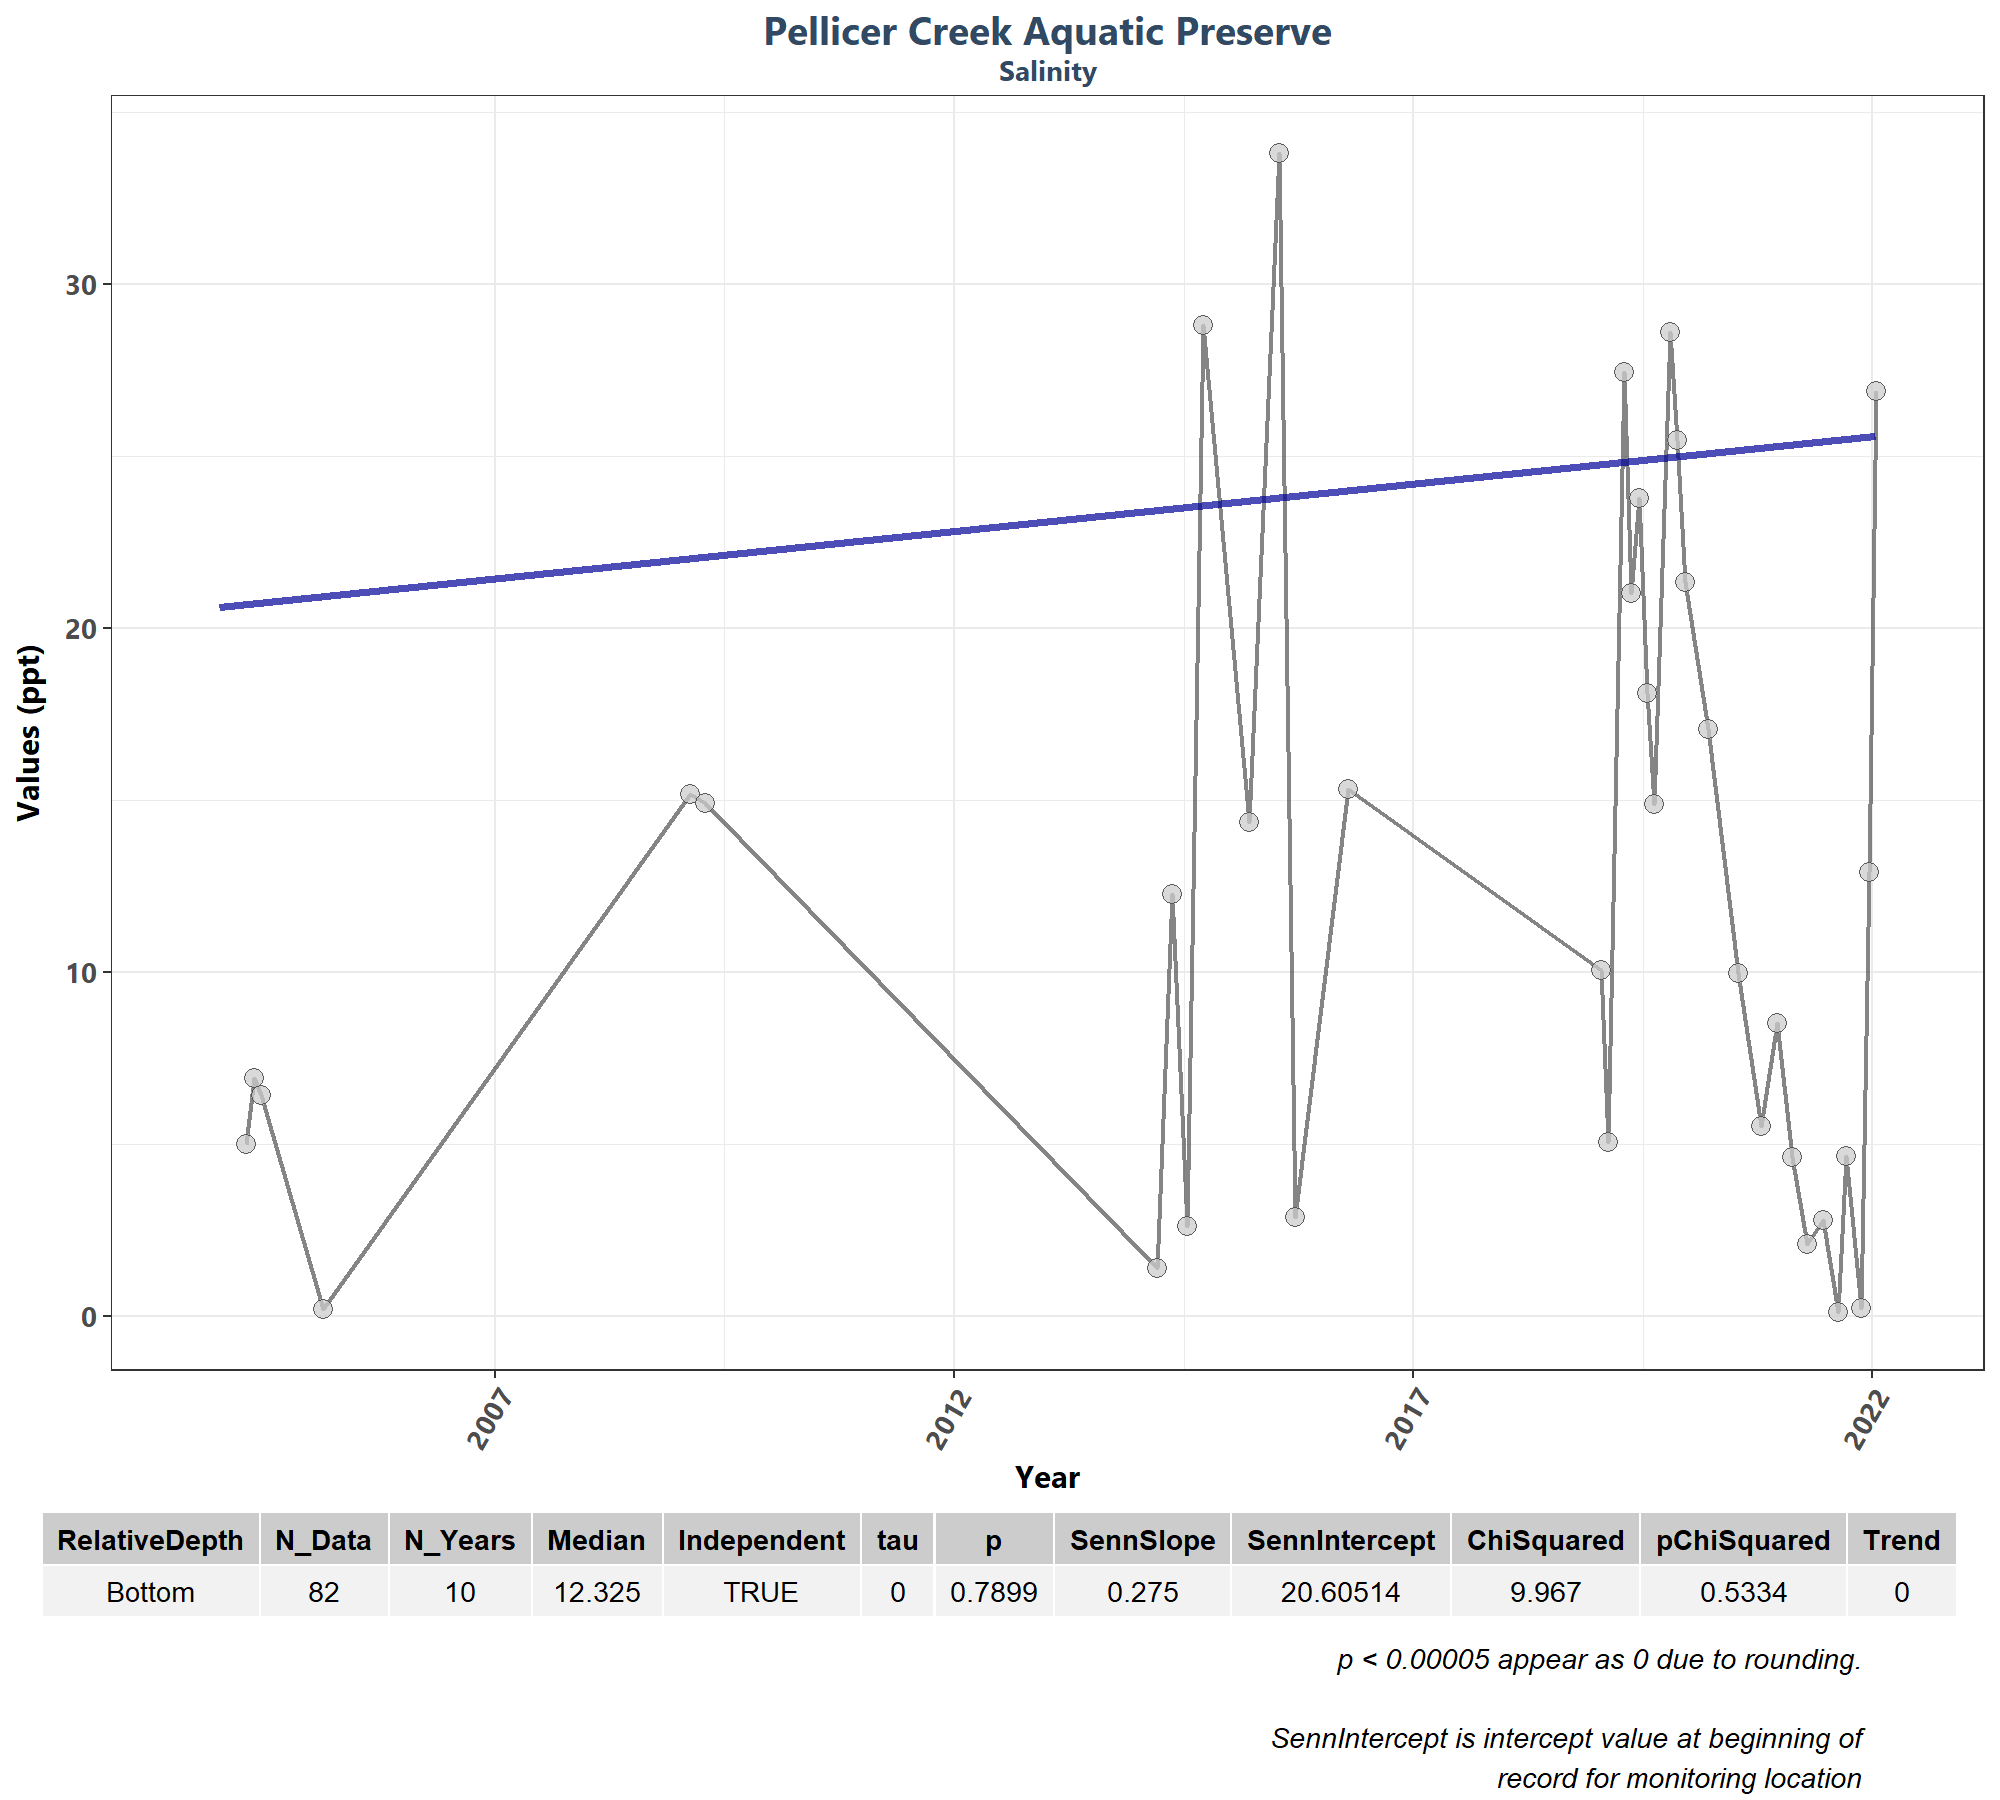 Pellicer Creek Aquatic Preserve
Salinity
Values (ppt)
30
20
10
0
2007
2012
2017
2022
Year
RelativeDepth N_Data N_Years Median Independent tau p SennSlope SennIntercept ChiSquared pChiSquared Trend
Bottom 82 10 12.325 TRUE 0 0.7899 0.275 20.60514 9.967 0.5334 0
p < 0.00005 appear as 0 due to rounding.
SennIntercept is intercept value at beginning of
record for monitoring location